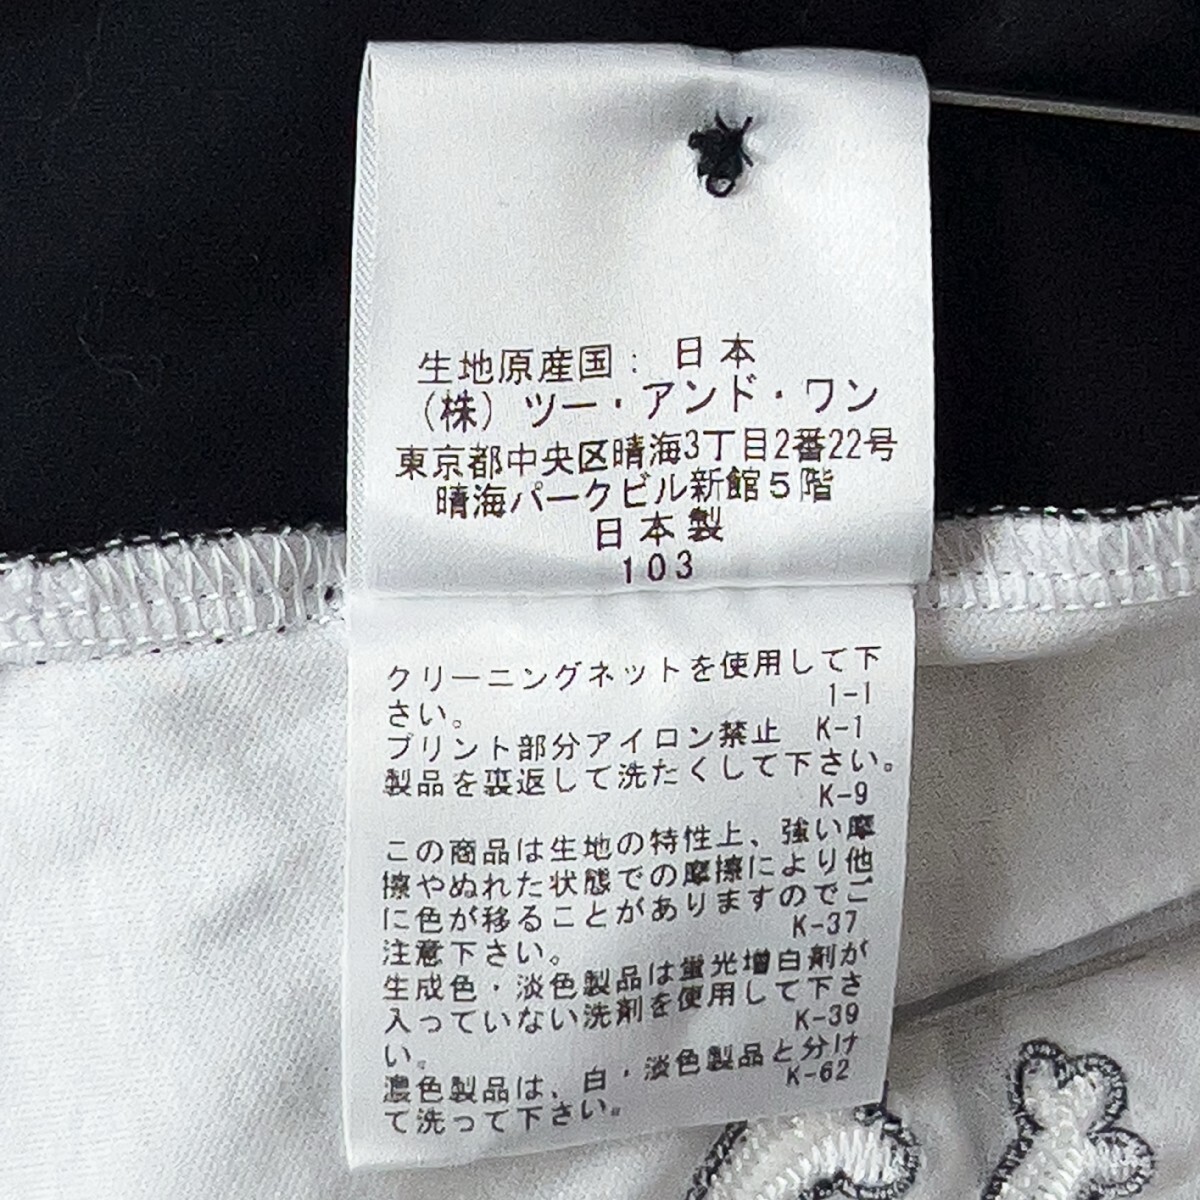 生地原産国： 日本
（株）ツー・アンド・ワン
東京都中央区晴海3丁目2番22号
晴海パークビル新館５階
日本製
103
クリーニングネットを使用して下
さい。 1-1
プリント部分アイロン禁止 K-1
製品を裏返して洗たくして下さい。
K-9
この商品は生地の特性上、強い摩
擦やぬれた状態での摩擦により他
に色が移ることがありますのでご
注意下さい。 K-37
生成色・淡色製品は蛍光増白剤が
入っていない洗剤を使用して下さ
い。 K-39
濃色製品は、白・淡色製品と分け
て洗って下さい。 K-62